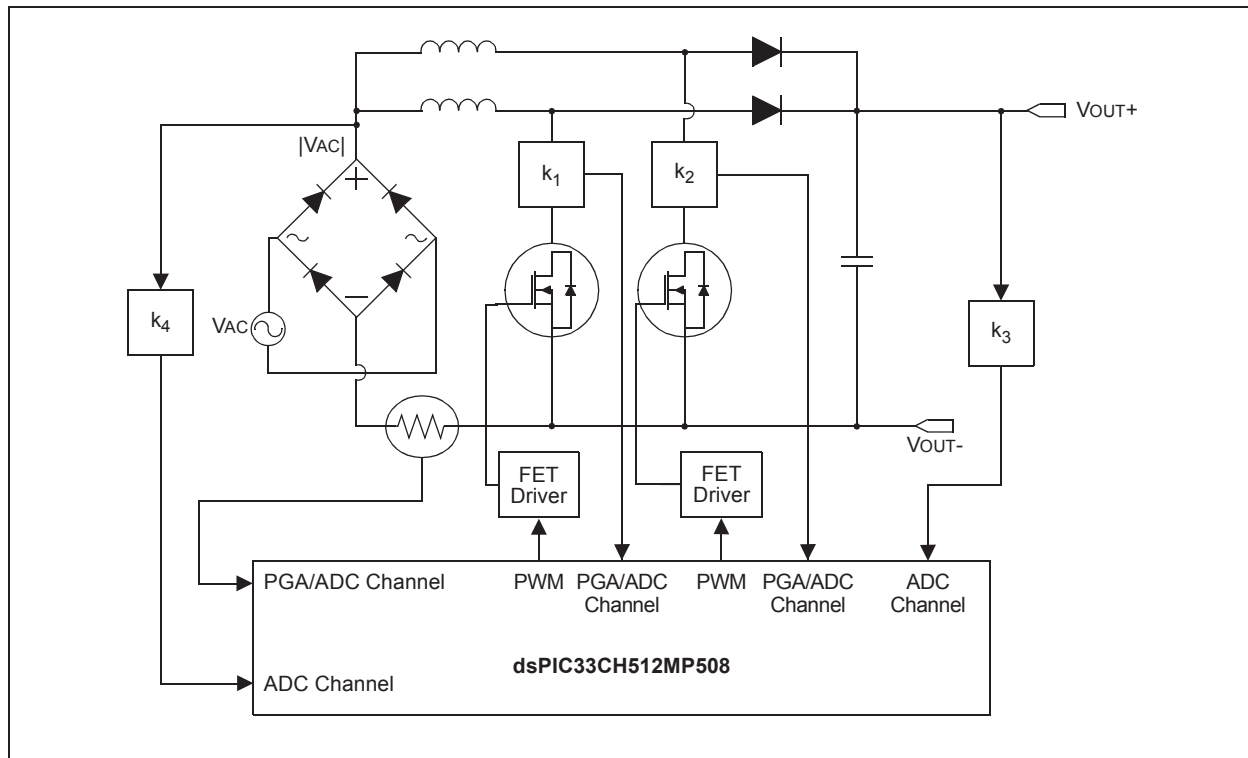 VOUT+
|VAC|
+
k1
k2
k4
VAC
k3
–
VOUT-
FET
Driver
FET
Driver
PGA/ADC Channel
PWM
PGA/ADC
Channel
PWM
PGA/ADC
Channel
ADC
Channel
dsPIC33CH512MP508
ADC Channel